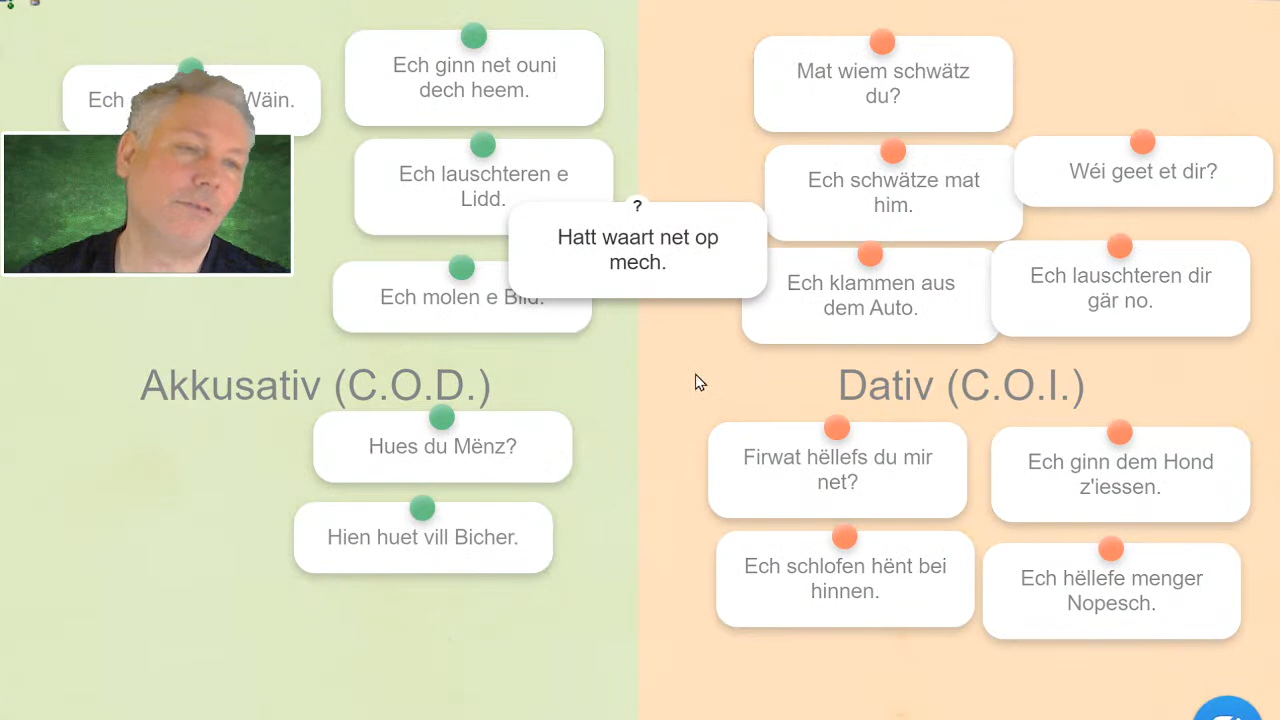 Ech Wäin.
Ech ginn net ouni
dech heem.
Ech lauschteren e
Lidd.
Ech molen e Bild.
Akkusativ (C.O.D.)
Hues du Mënz?
Hien huet vill Bicher.
?
Hatt waart net op
mech.
Mat wiem schwätz
du?
Ech schwätze mat
him.
Wéi geet et dir?
Ech klammen aus
dem Auto.
Ech lauschteren dir
gär no.
Dativ (C.O.I.)
Firwat hëllefs du mir
net?
Ech ginn dem Hond
z'iessen.
Ech schlofen hënt bei
hinnen.
Ech hëllefe menger
Nopesch.